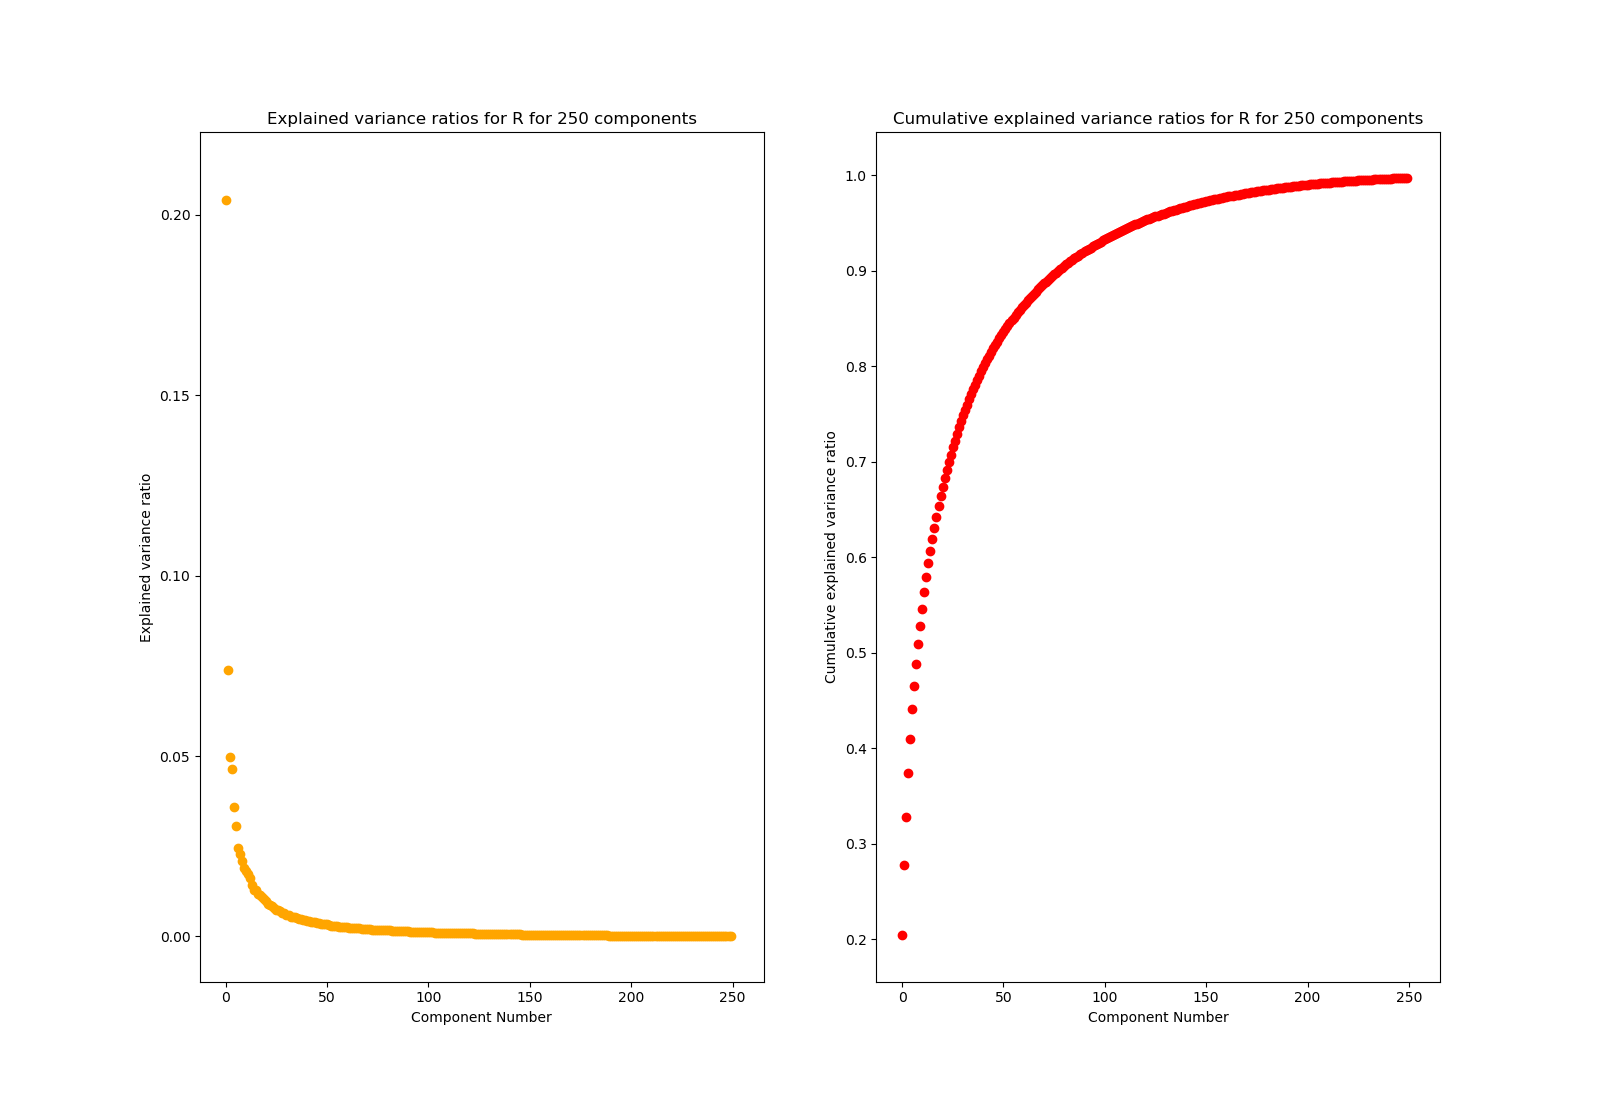 Explained variance ratios for R for 250 components
Explained variance ratio
0.20
0.15
0.10
0.05
0.00
0 50 100 150 200 250
Component Number
Cumulative explained variance ratios for R for 250 components
Cumulative explained variance ratio
1.0
0.9
0.8
0.7
0.6
0.5
0.4
0.3
0.2
0 50 100 150 200 250
Component Number